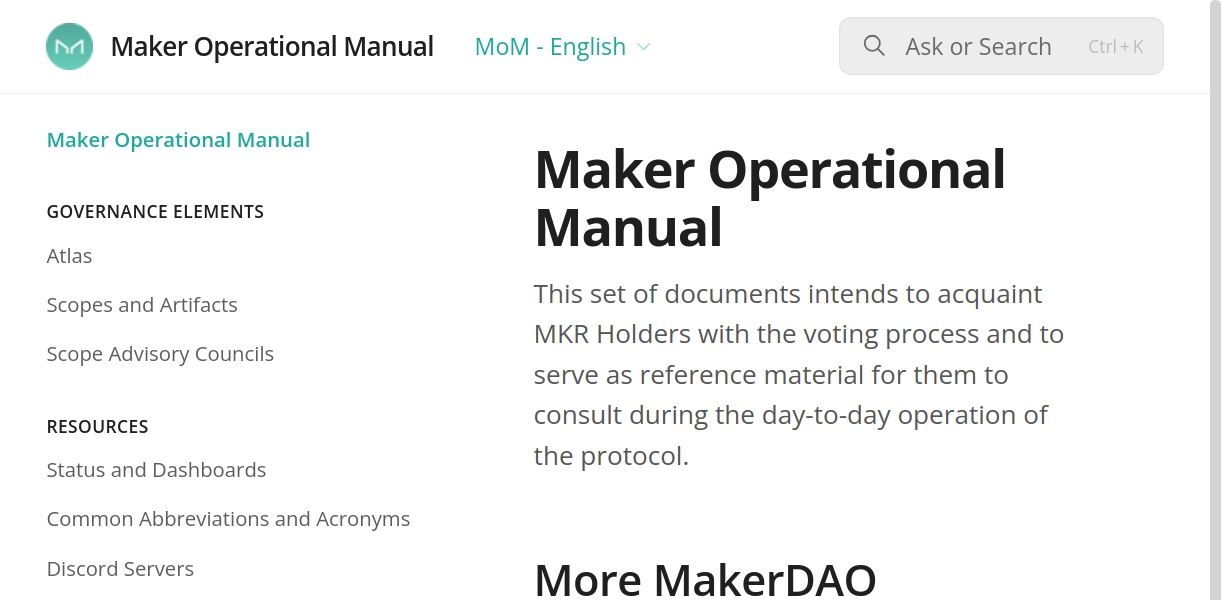 Maker Operational Manual
MoM - English
Ask or Search
Ctrl + K
Maker Operational Manual
GOVERNANCE ELEMENTS
Atlas
Scopes and Artifacts
Scope Advisory Councils
RESOURCES
Status and Dashboards
Common Abbreviations and Acronyms
Discord Servers
Maker Operational
Manual
This set of documents intends to acquaint
MKR Holders with the voting process and to
serve as reference material for them to
consult during the day-to-day operation of
the protocol.
More MakerDAO